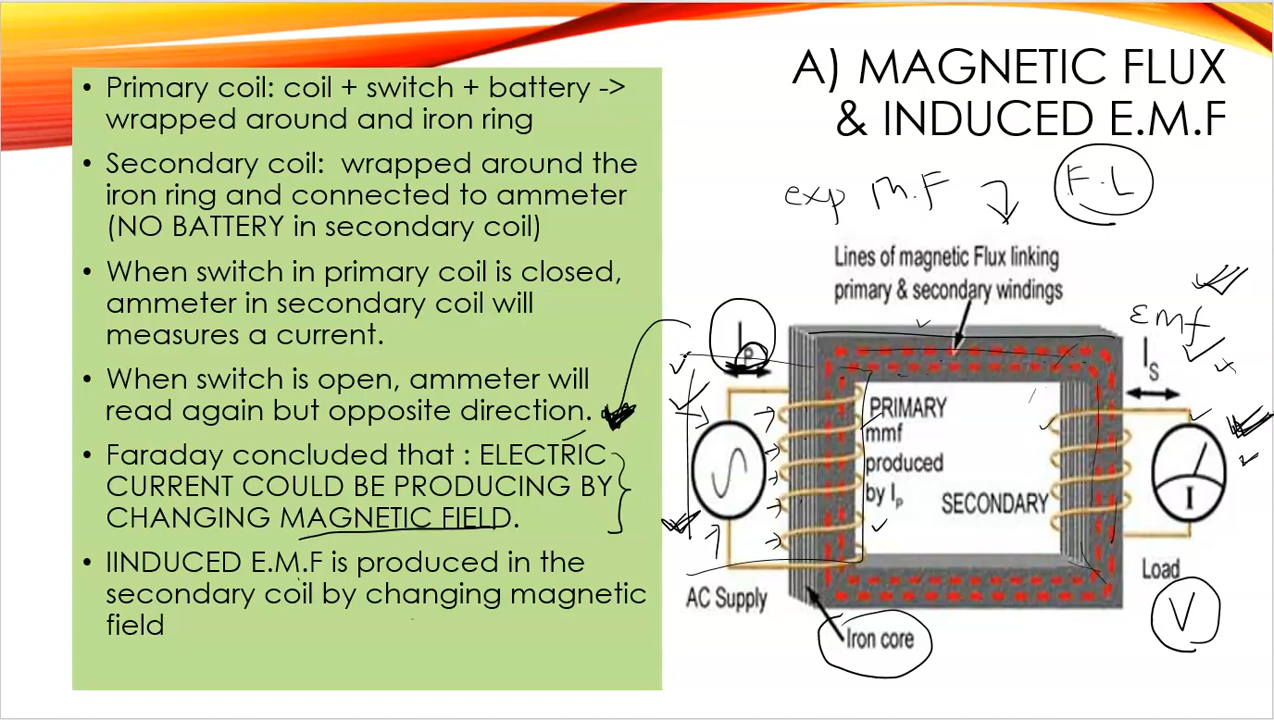 A) MAGNETIC FLUX
& INDUCED E.M.F
• Primary coil: coil + switch + battery ->
wrapped around and iron ring
• Secondary coil: wrapped around the
iron ring and connected to ammeter
(NO BATTERY in secondary coil)
• When switch in primary coil is closed,
ammeter in secondary coil will
measures a current.
• When switch is open, ammeter will
read again but opposite direction.
• Faraday concluded that : ELECTRIC
CURRENT COULD BE PRODUCING BY
CHANGING MAGNETIC FIELD.
• IINDUCED E.M.F is produced in the
secondary coil by changing magnetic
field
exp M.F
F.L
Lines of magnetic Flux linking
primary & secondary windings
Ip
emf
Is
PRIMARY
mmf
produced
by Ip
SECONDARY
I
AC Supply
Load
Iron core
V